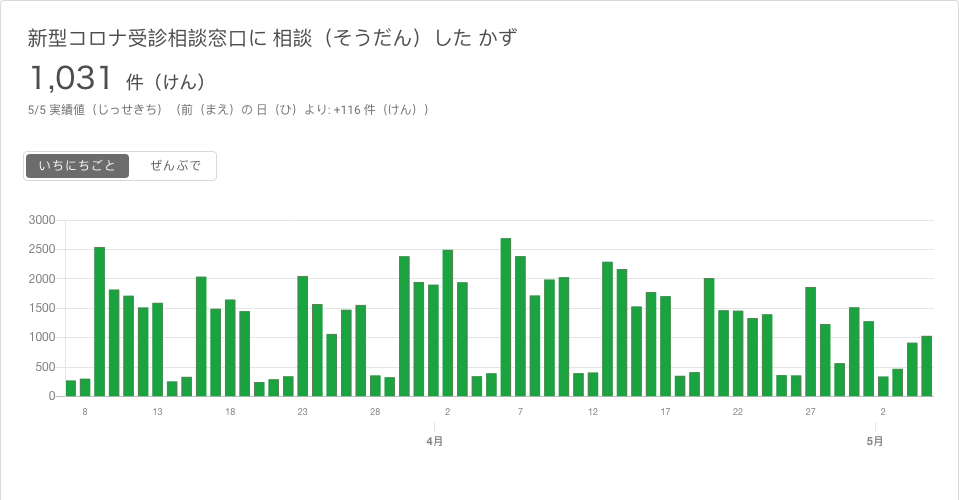 新型コロナ受診相談窓口に 相談（そうだん）した かず
1,031 件（けん）
5/5 実績値（じっせきち）（前（まえ）の 日（ひ）より: +116 件（けん））
いちにちごと ぜんぶで
3000
2500
2000
1500
1000
500
0
8 13 18 23 28 2 7 12 17 22 27 2
4月 5月